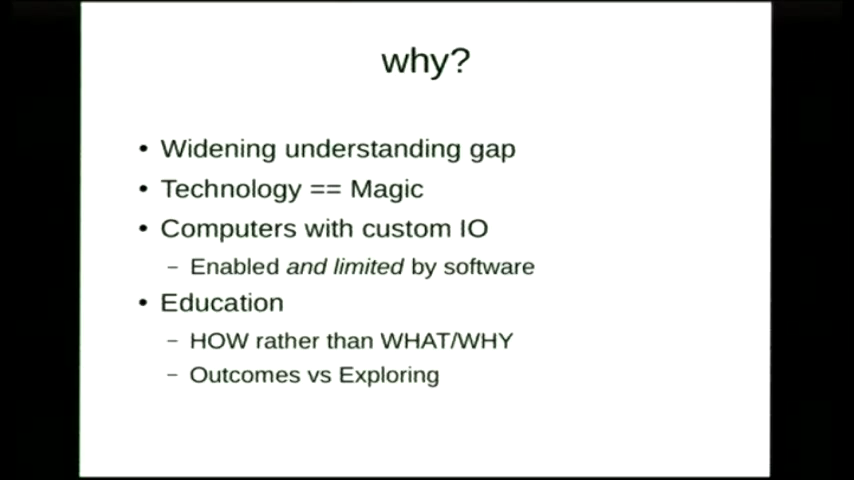 why?
• Widening understanding gap
• Technology == Magic
• Computers with custom IO
– Enabled and limited by software
• Education
– HOW rather than WHAT/WHY
– Outcomes vs Exploring